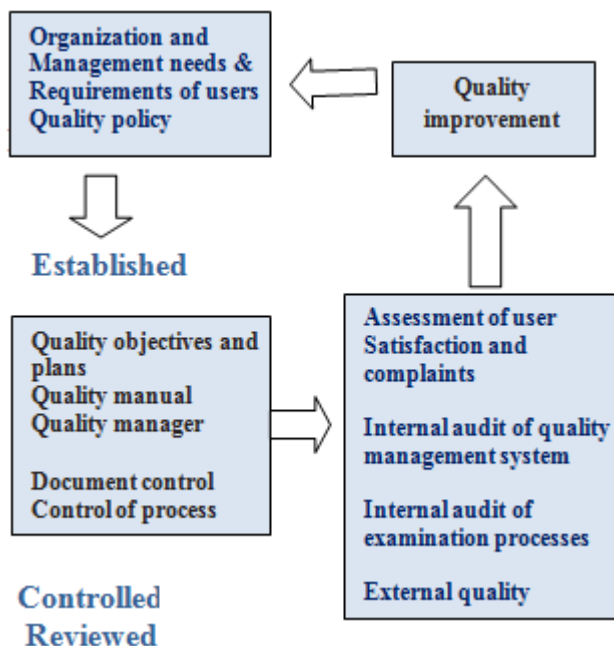 Organization and
Management needs &
Requirements of users
Quality policy
Quality
improvement
Established
Quality objectives and
plans
Quality manual
Quality manager
Document control
Control of process
Assessment of user
Satisfaction and
complaints
Internal audit of quality
management system
Internal audit of
examination processes
External quality
Controlled
Reviewed